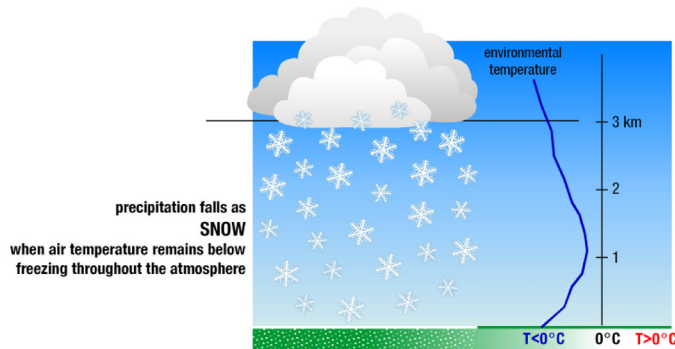 environmental
temperature
3 km
2
precipitation falls as
SNOW
when air temperature remains below
freezing throughout the atmosphere
1
T<0°C 0°C T>0°C